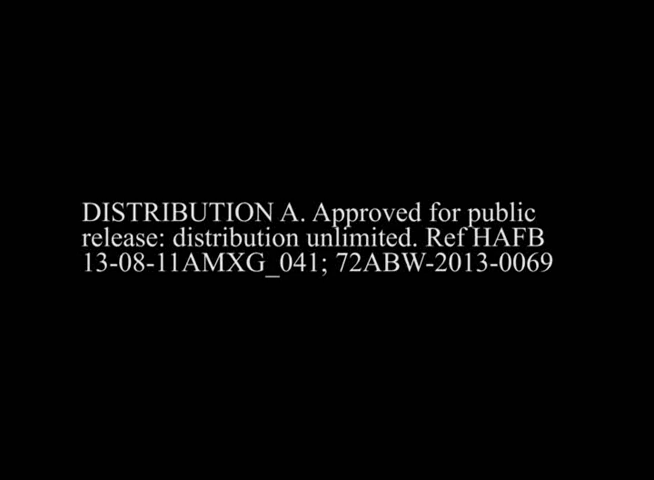 DISTRIBUTION A. Approved for public
release: distribution unlimited. Ref HAFB
13-08-11AMXG_041; 72ABW-2013-0069